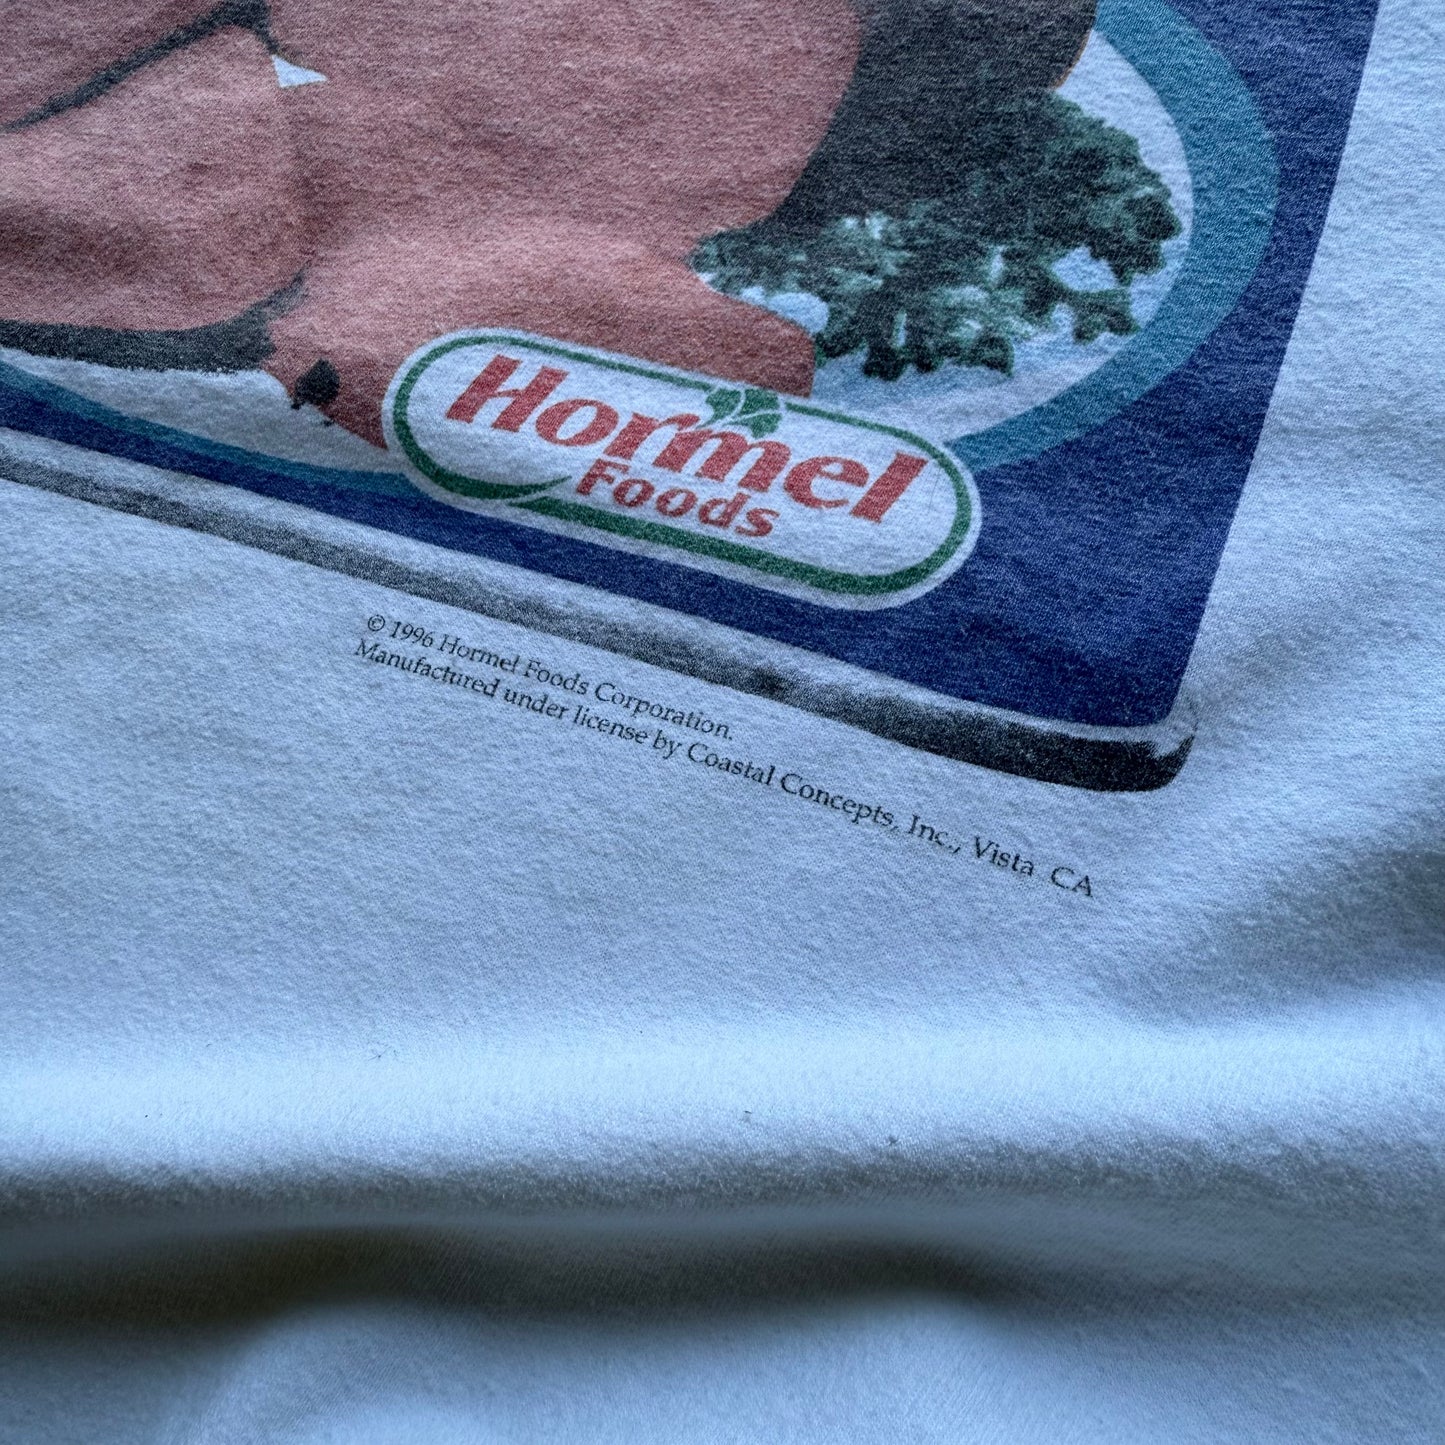 Hormel
Foods
© 1996 Hormel Foods Corporation.
Manufactured under license by Coastal Concepts, Inc., Vista CA